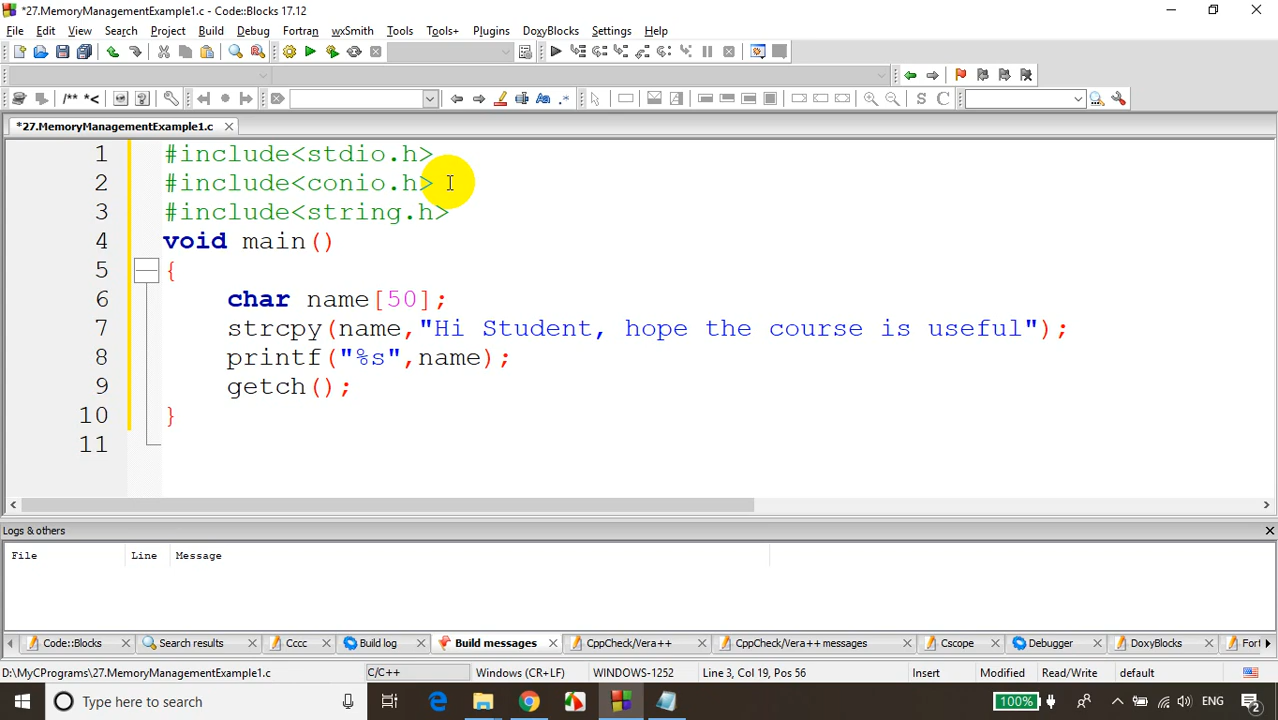 *27.MemoryManagementExample1.c - Code::Blocks 17.12
File Edit View Search Project Build Debug Fortran wxSmith Tools Tools+ Plugins DoxyBlocks Settings Help
/** *<
S C
*27.MemoryManagementExample1.c
1 #include<stdio.h>
2 #include<conio.h>
3 #include<string.h>
4 void main()
5 {
6 char name[50];
7 strcpy(name,"Hi Student, hope the course is useful");
8 printf("%s",name);
9 getch();
10 }
11
Logs & others
File Line Message
Code::Blocks Search results Cccc Build log Build messages CppCheck/Vera++ CppCheck/Vera++ messages Cscope Debugger DoxyBlocks Fort
D:\MyCPrograms\27.MemoryManagementExample1.c C/C++ Windows (CR+LF) WINDOWS-1252 Line 3, Col 19, Pos 56 Insert Modified Read/Write default
Type here to search 100% ENG 2